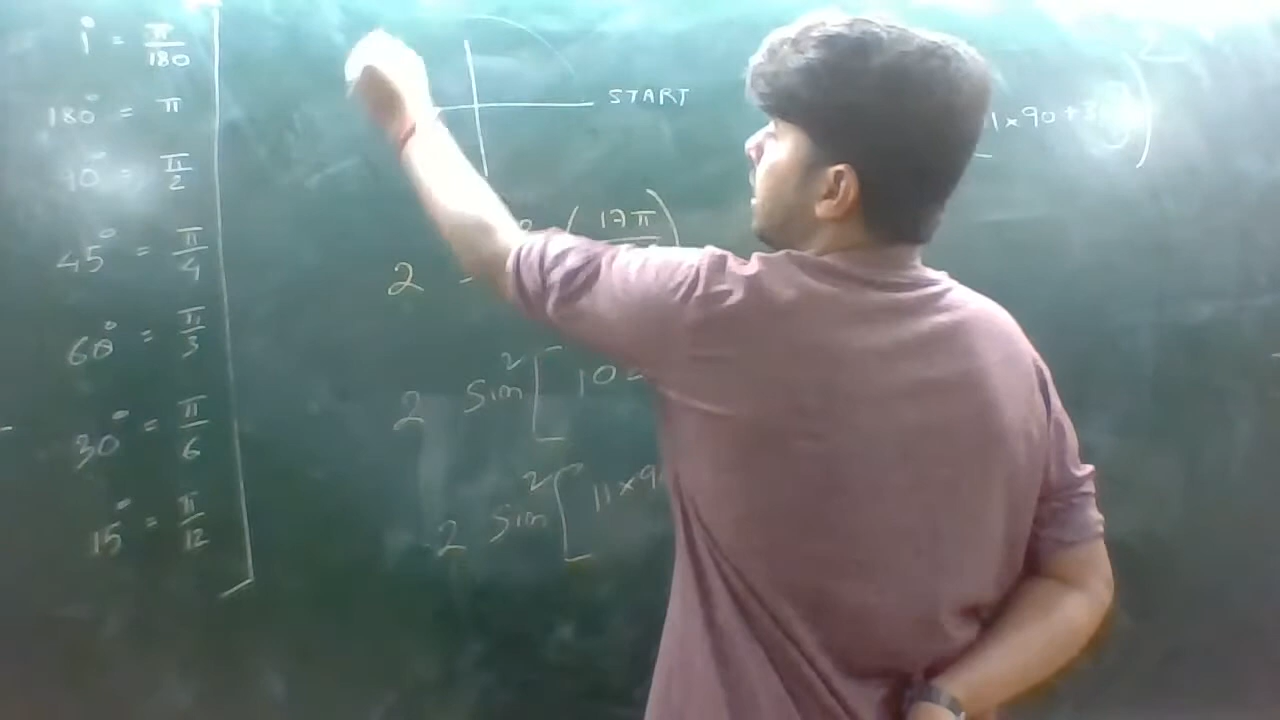 1° = π/180
180° = π
90° = π/2
45° = π/4
60° = π/3
30° = π/6
15° = π/12
START
(17π
2 -
2 Sin²[ 102
2 Sin²[ 11×9
1×90+